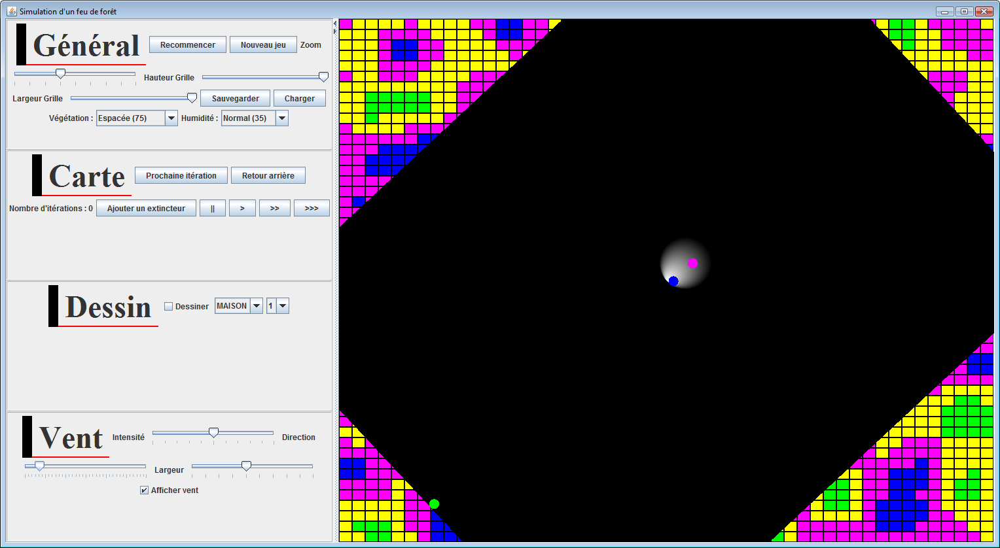 Simulation d'un feu de forêt
Général Recommencer Nouveau jeu Zoom
Hauteur Grille
Largeur Grille Sauvegarder Charger
Végétation : Espacée (75) Humidité : Normal (35)
Carte Prochaine itération Retour arrière
Nombre d'itérations : 0 Ajouter un extincteur || > >> >>>
Dessin Dessiner MAISON 1
Vent Intensité Direction
Largeur
Afficher vent